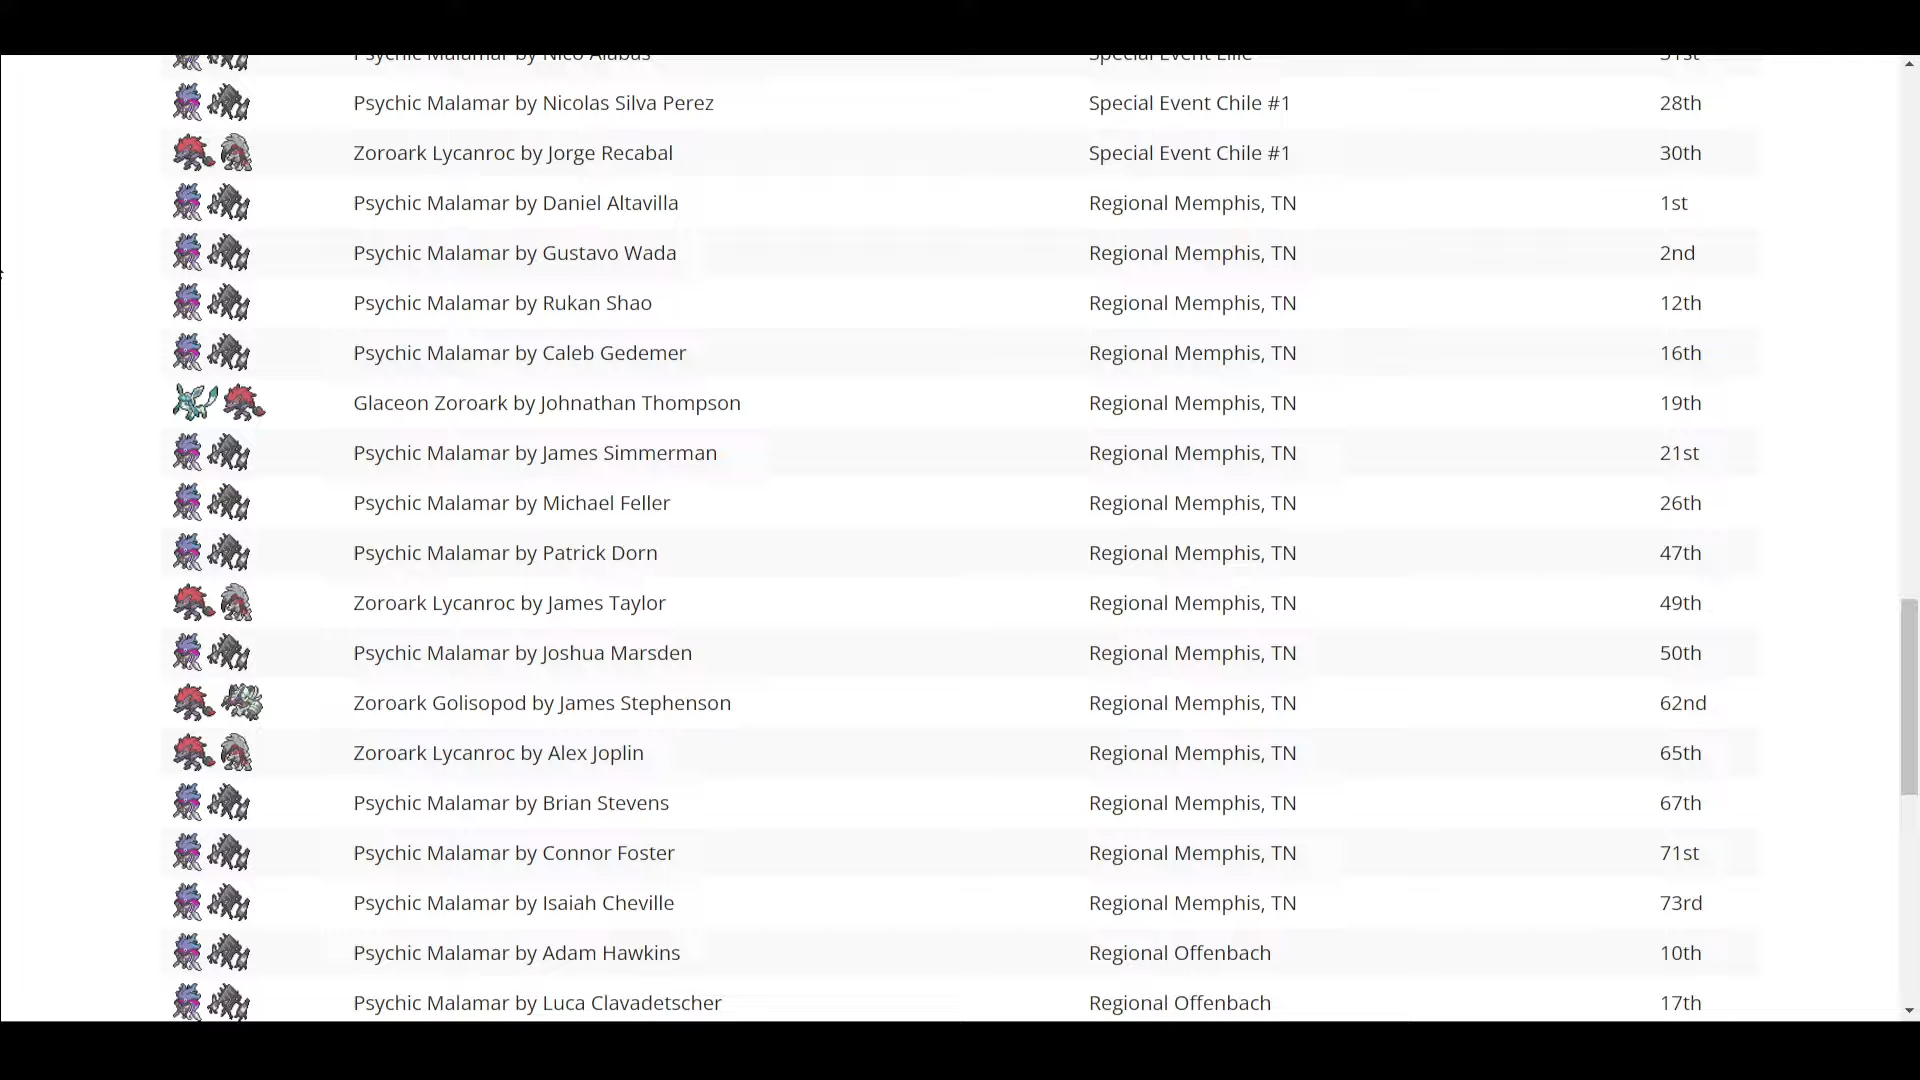 Psychic Malamar by Nico Alabas Special Event Lille 31st
Psychic Malamar by Nicolas Silva Perez Special Event Chile #1 28th
Zoroark Lycanroc by Jorge Recabal Special Event Chile #1 30th
Psychic Malamar by Daniel Altavilla Regional Memphis, TN 1st
Psychic Malamar by Gustavo Wada Regional Memphis, TN 2nd
Psychic Malamar by Rukan Shao Regional Memphis, TN 12th
Psychic Malamar by Caleb Gedemer Regional Memphis, TN 16th
Glaceon Zoroark by Johnathan Thompson Regional Memphis, TN 19th
Psychic Malamar by James Simmerman Regional Memphis, TN 21st
Psychic Malamar by Michael Feller Regional Memphis, TN 26th
Psychic Malamar by Patrick Dorn Regional Memphis, TN 47th
Zoroark Lycanroc by James Taylor Regional Memphis, TN 49th
Psychic Malamar by Joshua Marsden Regional Memphis, TN 50th
Zoroark Golisopod by James Stephenson Regional Memphis, TN 62nd
Zoroark Lycanroc by Alex Joplin Regional Memphis, TN 65th
Psychic Malamar by Brian Stevens Regional Memphis, TN 67th
Psychic Malamar by Connor Foster Regional Memphis, TN 71st
Psychic Malamar by Isaiah Cheville Regional Memphis, TN 73rd
Psychic Malamar by Adam Hawkins Regional Offenbach 10th
Psychic Malamar by Luca Clavadetscher Regional Offenbach 17th